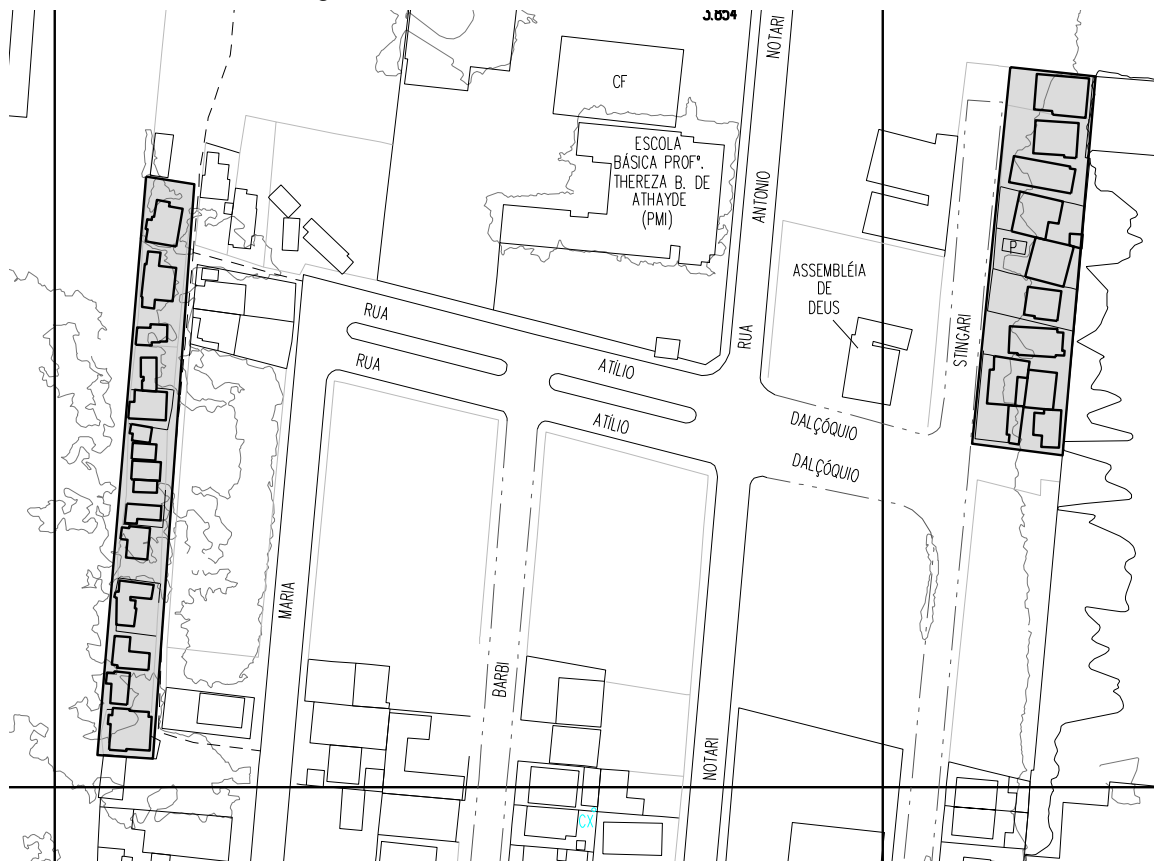 3.854
NOTARI
CF
ESCOLA
BÁSICA PROFº.
THEREZA B. DE
ATHAYDE
(PMI)
ANTONIO
ASSEMBLÉIA
DE
DEUS
P
RUA
RUA
STINGARI
RUA
ATÍLIO
DALÇÓQUIO
ATÍLIO
DALÇÓQUIO
MARIA
BARBI
NOTARI
CX